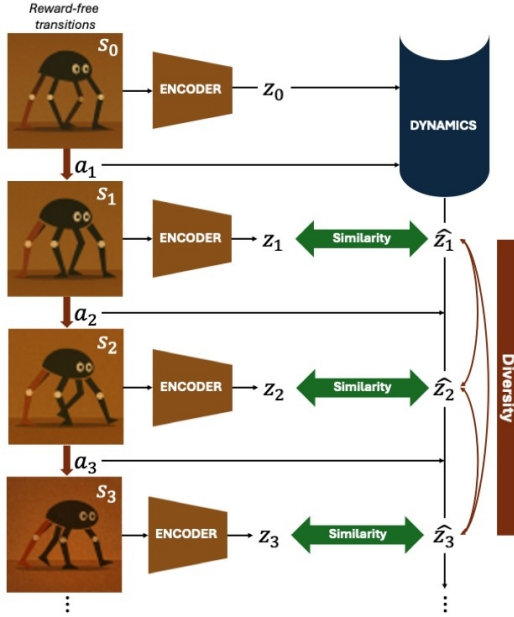 Reward-free
transitions
s₀
ENCODER
z₀
DYNAMICS
a₁
s₁
ENCODER
z₁
Similarity
ẑ₁
a₂
s₂
ENCODER
z₂
Similarity
ẑ₂
Diversity
a₃
s₃
ENCODER
z₃
Similarity
ẑ₃
⋮
⋮